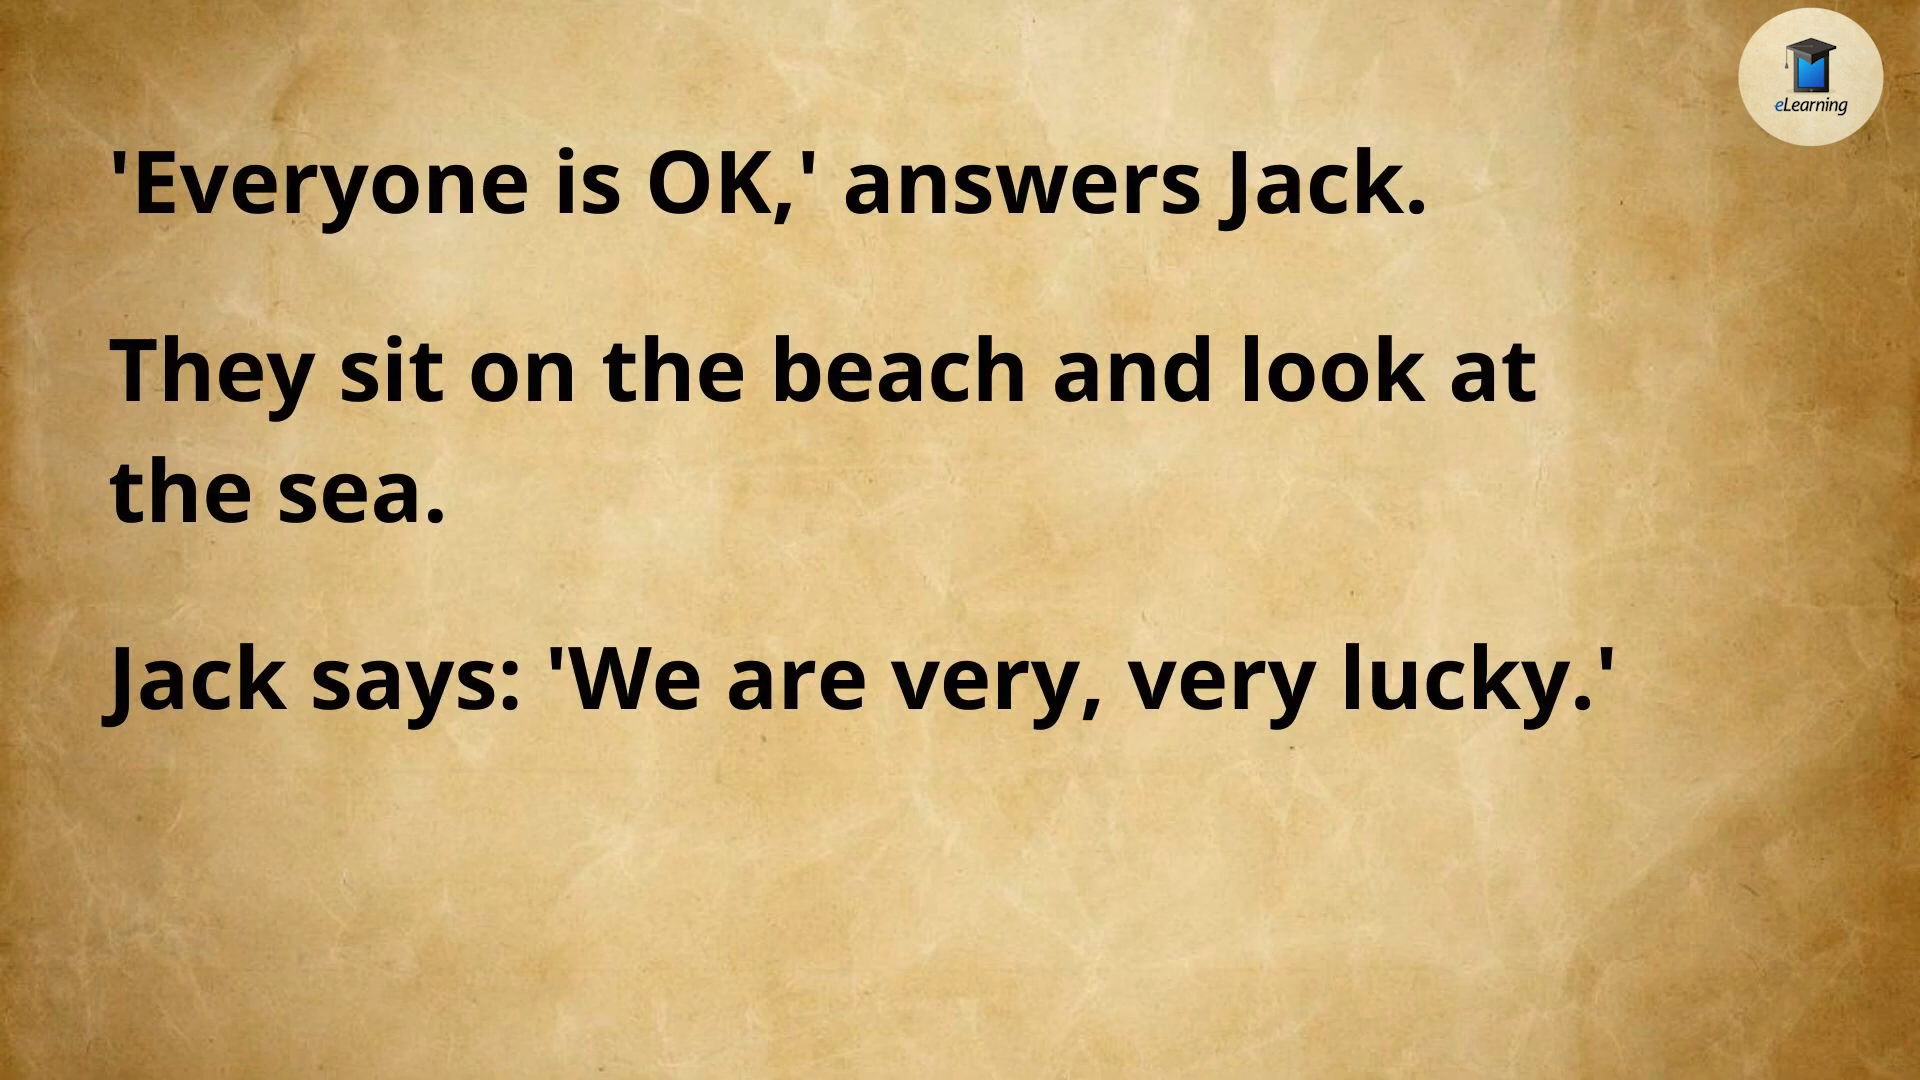 eLearning
'Everyone is OK,' answers Jack.
They sit on the beach and look at
the sea.
Jack says: 'We are very, very lucky.'